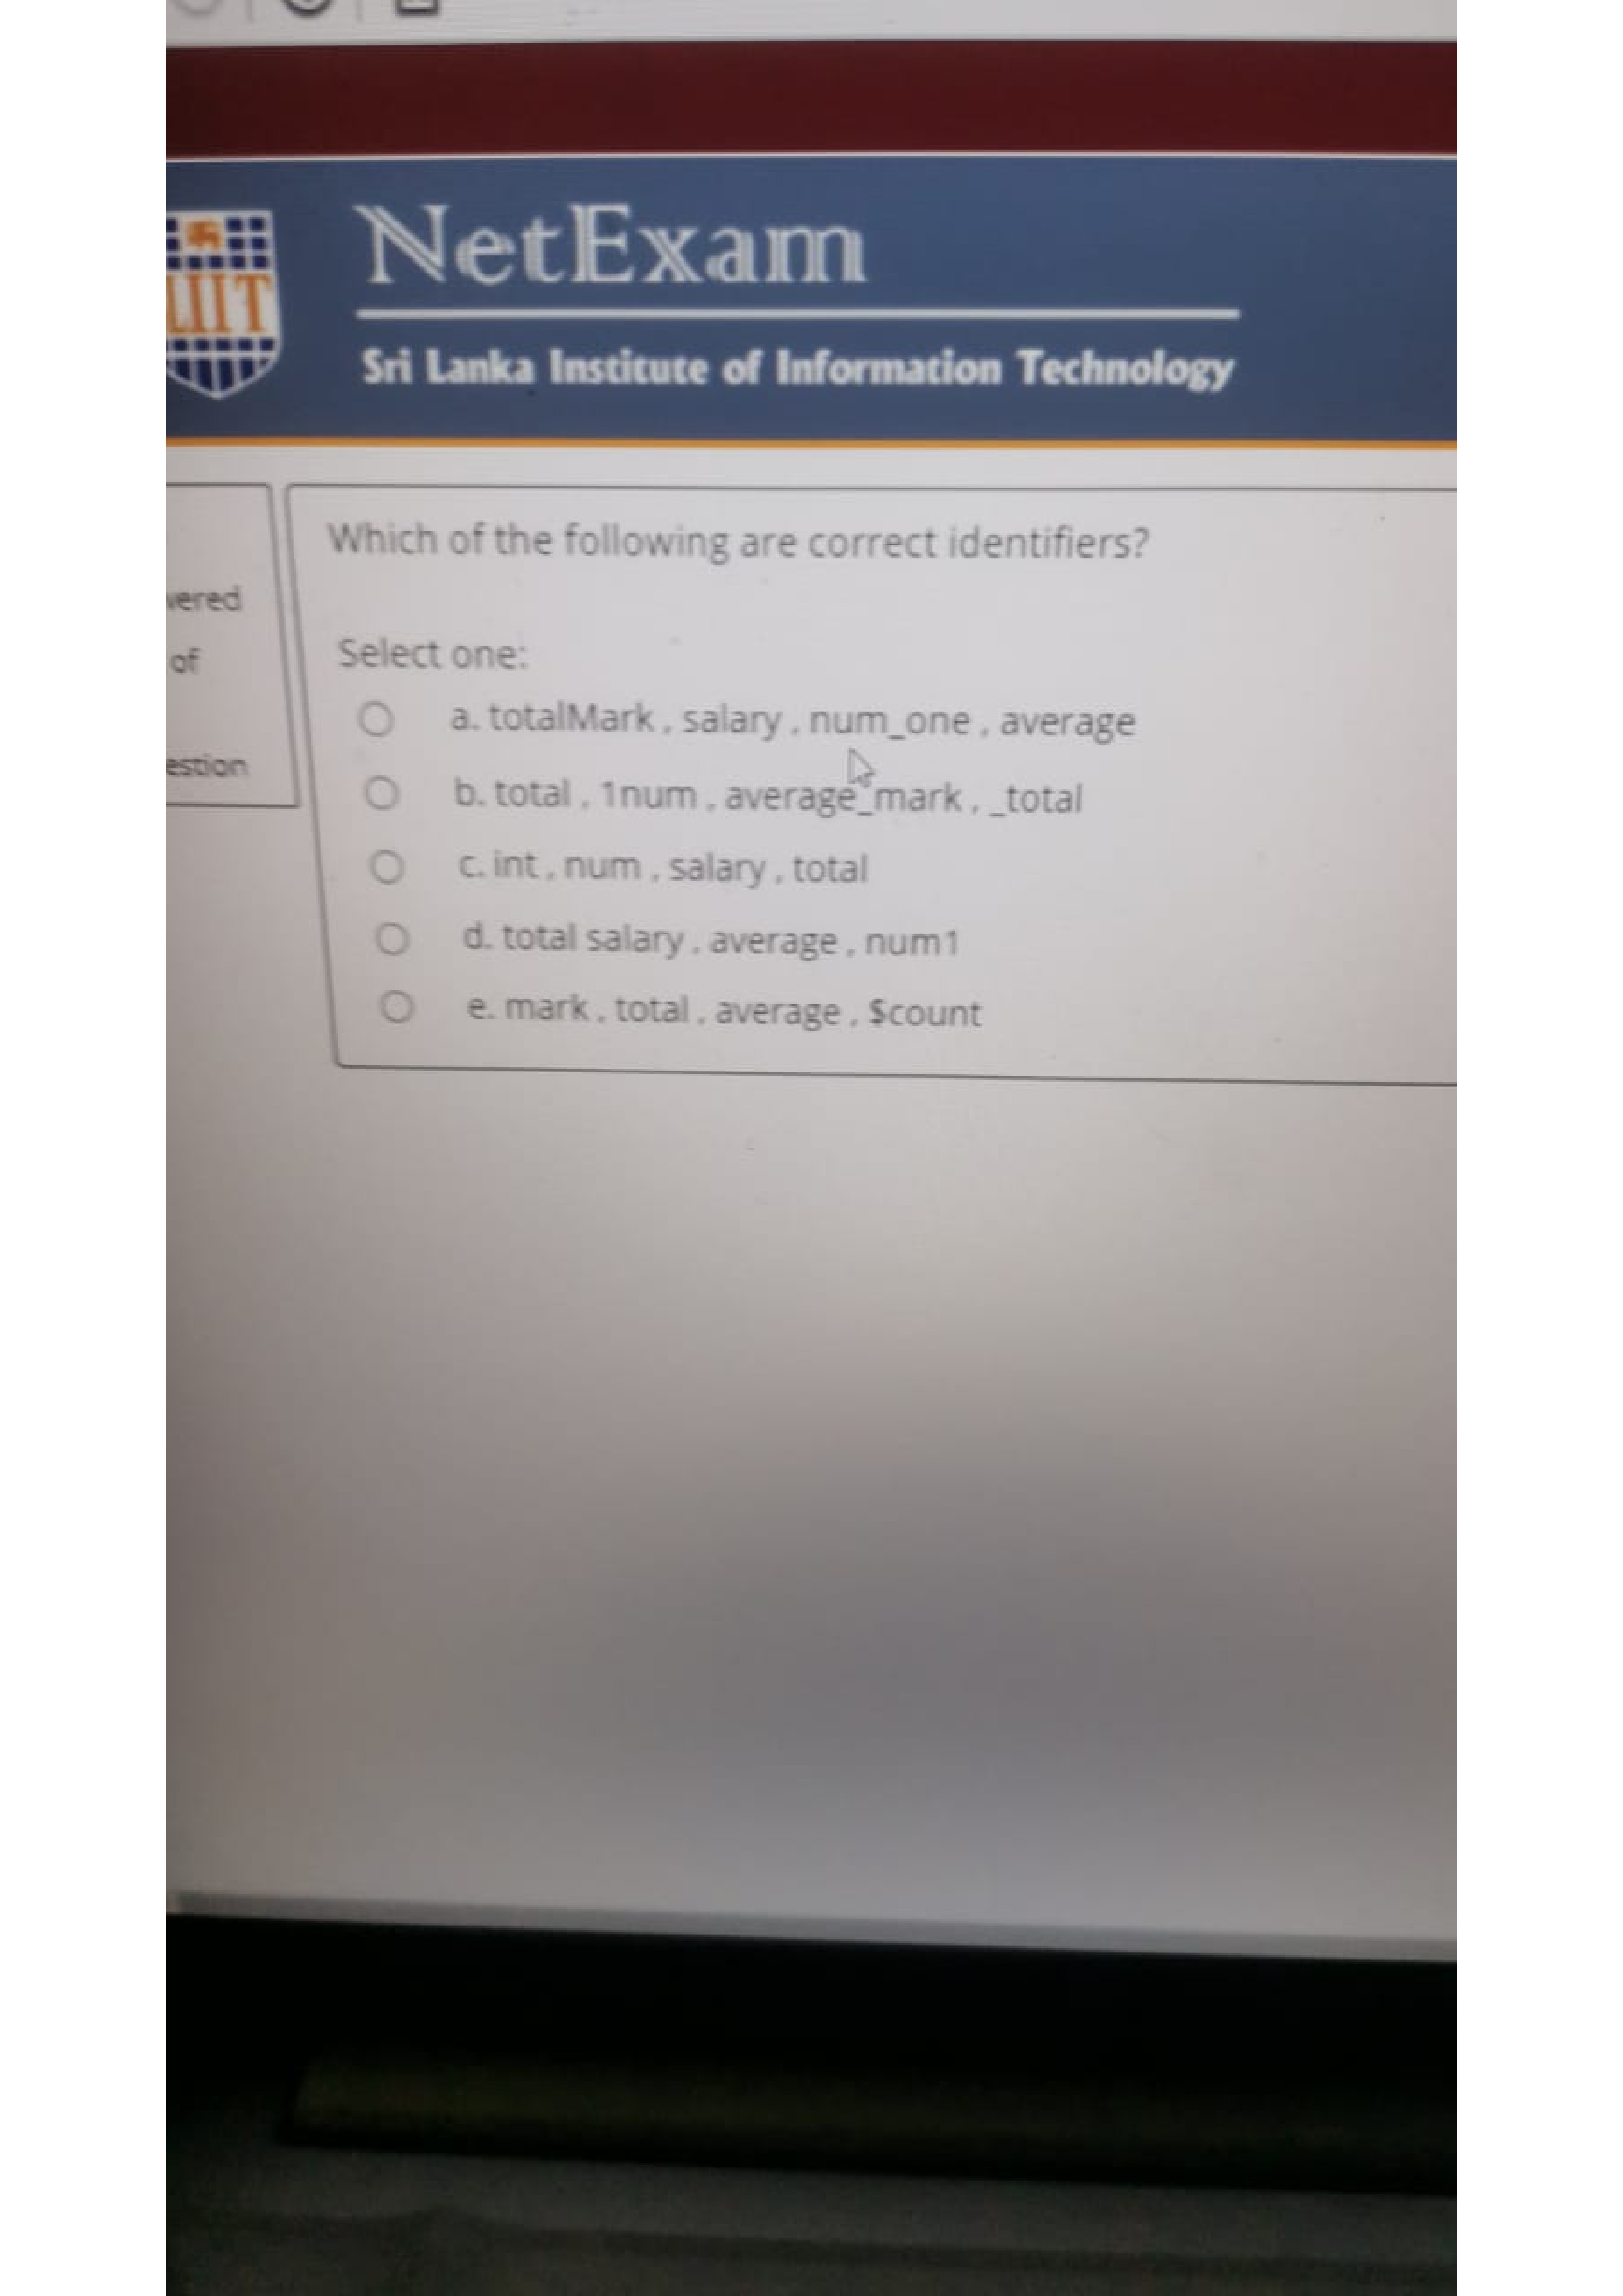 LIIT
NetExam
Sri Lanka Institute of Information Technology
vered
of
estion
Which of the following are correct identifiers?
Select one:
a. totalMark , salary , num_one , average
b. total , 1num , average_mark , _total
c. int , num , salary , total
d. total salary , average , num1
e. mark , total , average , $count